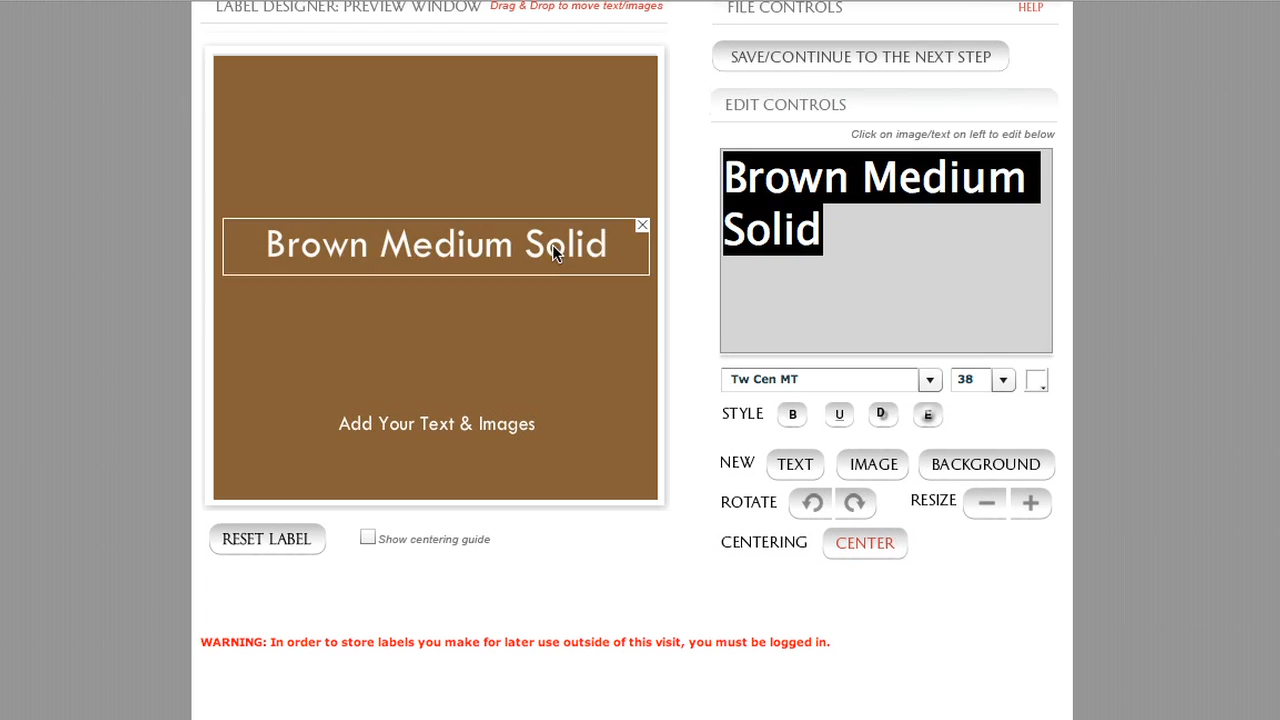 LABEL DESIGNER: PREVIEW WINDOW Drag & Drop to move text/images
FILE CONTROLS HELP
SAVE/CONTINUE TO THE NEXT STEP
EDIT CONTROLS
Click on image/text on left to edit below
Brown Medium
Solid
Brown Medium Solid
Add Your Text & Images
Tw Cen MT 38
STYLE B U D E
NEW TEXT IMAGE BACKGROUND
ROTATE RESIZE
CENTERING CENTER
RESET LABEL Show centering guide
WARNING: In order to store labels you make for later use outside of this visit, you must be logged in.